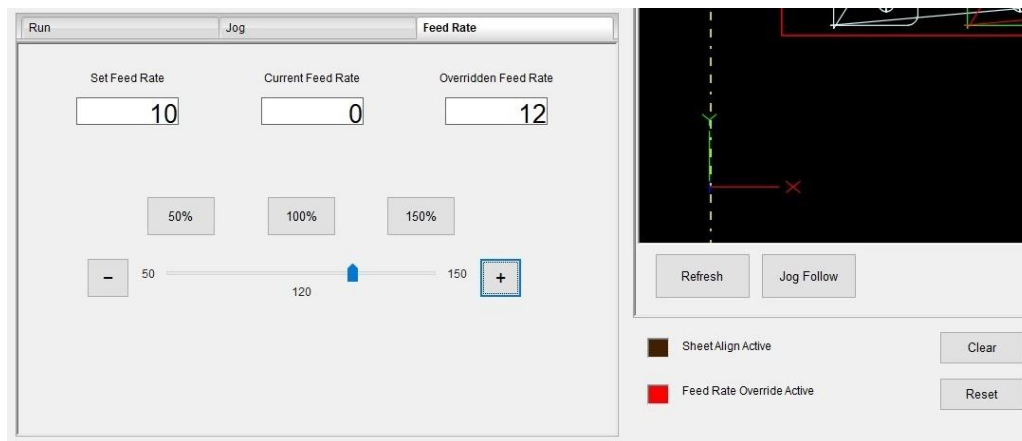 Run
Jog
Feed Rate
Set Feed Rate
Current Feed Rate
Overridden Feed Rate
10
0
12
50%
100%
150%
−
50
150
+
120
Y
X
Refresh
Jog Follow
Sheet Align Active
Clear
Feed Rate Override Active
Reset